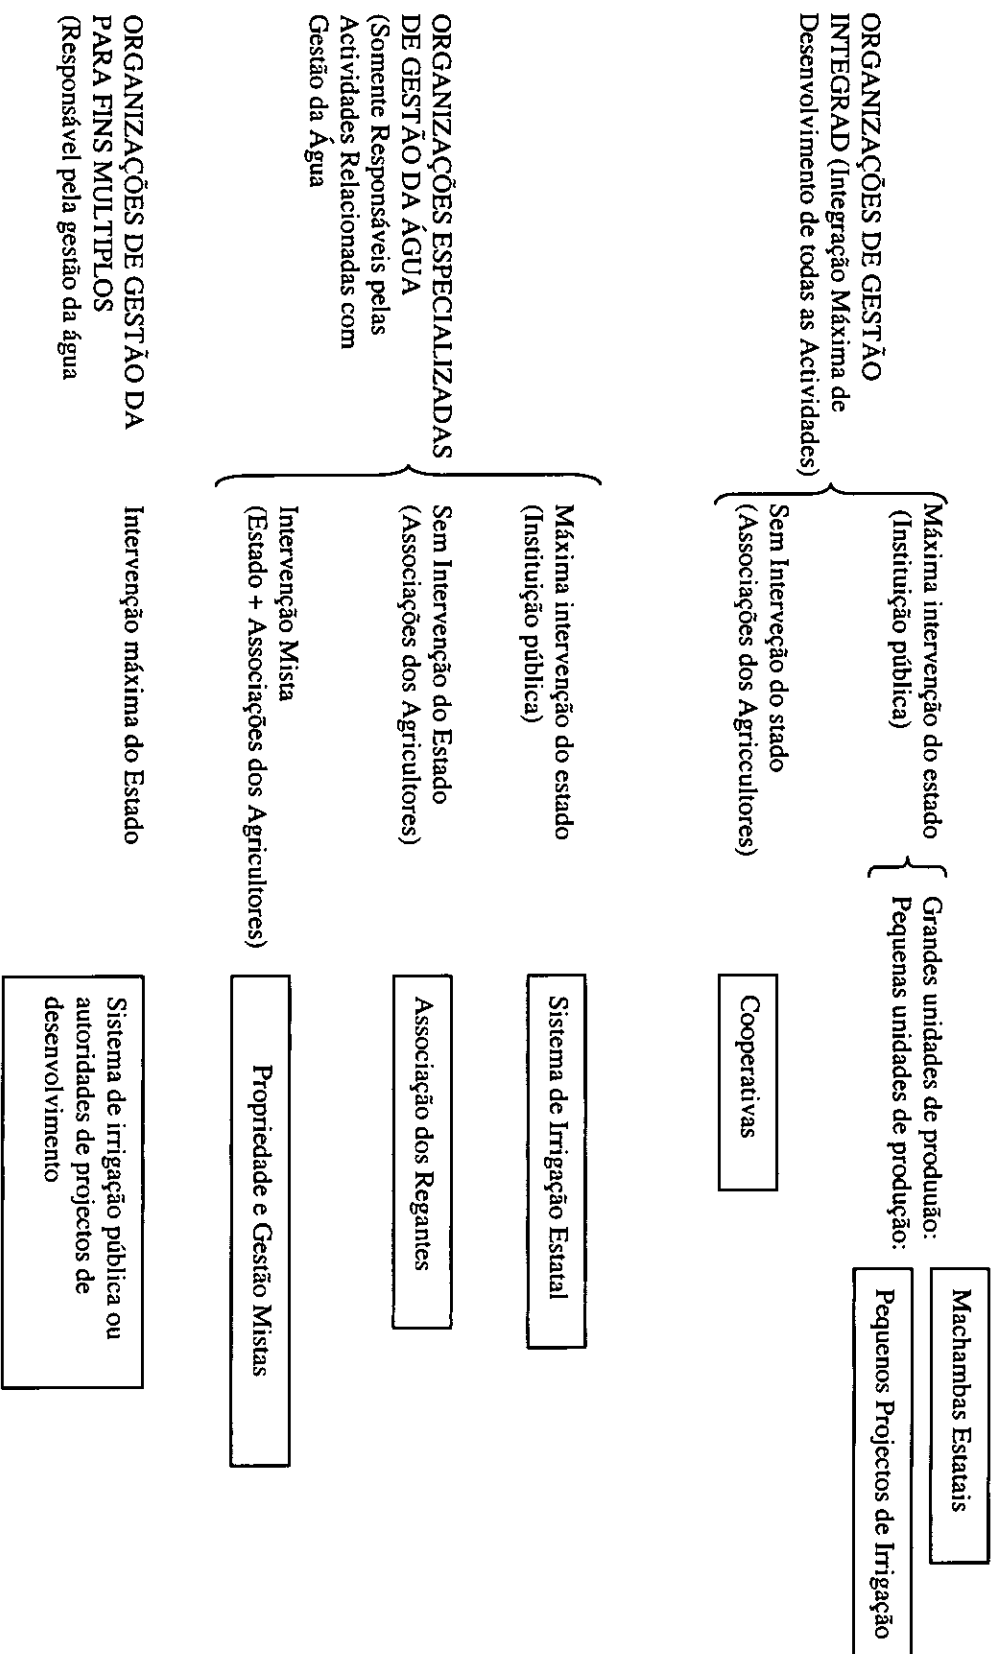 ORGANIZAÇÕES DE GESTÃO
INTEGRAD (Integração Máxima de
Desenvolvimento de todas as Actividades)
Máxima intervenção do estado
(Instituição pública)
Grandes unidades de produuão:
Pequenas unidades de produção:
Machambas Estatais
Pequenos Projectos de Irrigação
Sem Interveção do stado
(Associações dos Agriccultores)
Cooperativas
ORGANIZAÇÕES ESPECIALIZADAS
DE GESTÃO DA ÁGUA
(Somente Responsáveis pelas
Actividades Relacionadas com
Gestão da Água
Máxima intervenção do estado
(Instituição pública)
Sistema de Irrigação Estatal
Sem Intervenção do Estado
(Associações dos Agricultores)
Associação dos Regantes
Intervenção Mista
(Estado + Associações dos Agricultores)
Propriedade e Gestão Mistas
ORGANIZAÇÕES DE GESTÃO DA
PARA FINS MULTIPLOS
(Responsável pela gestão da água
Intervenção máxima do Estado
Sistema de irrigação pública ou
autoridades de projectos de
desenvolvimento